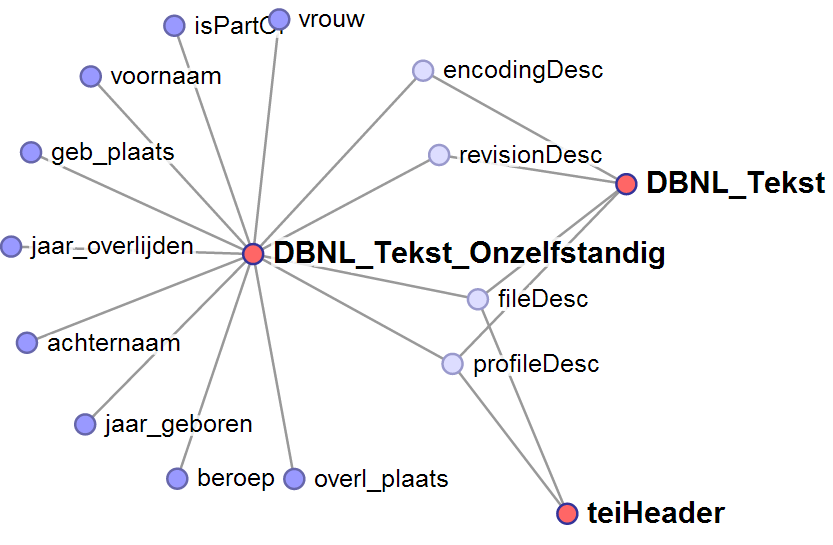 isPartOf
vrouw
voornaam
encodingDesc
geb_plaats
revisionDesc
DBNL_Tekst
jaar_overlijden
DBNL_Tekst_Onzelfstandig
fileDesc
achternaam
profileDesc
jaar_geboren
beroep
overl_plaats
teiHeader